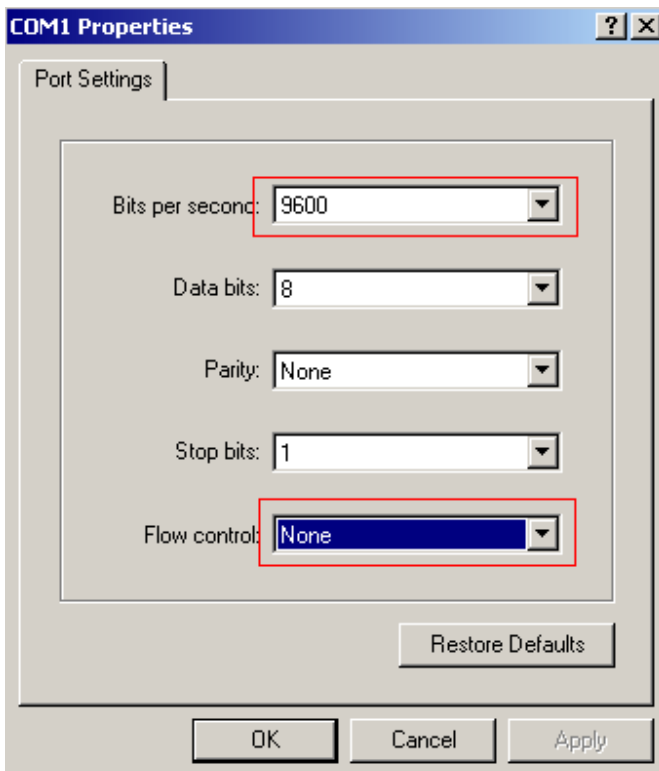 COM1 Properties
Port Settings
Bits per second: 9600
Data bits: 8
Parity: None
Stop bits: 1
Flow control: None
Restore Defaults
OK Cancel Apply